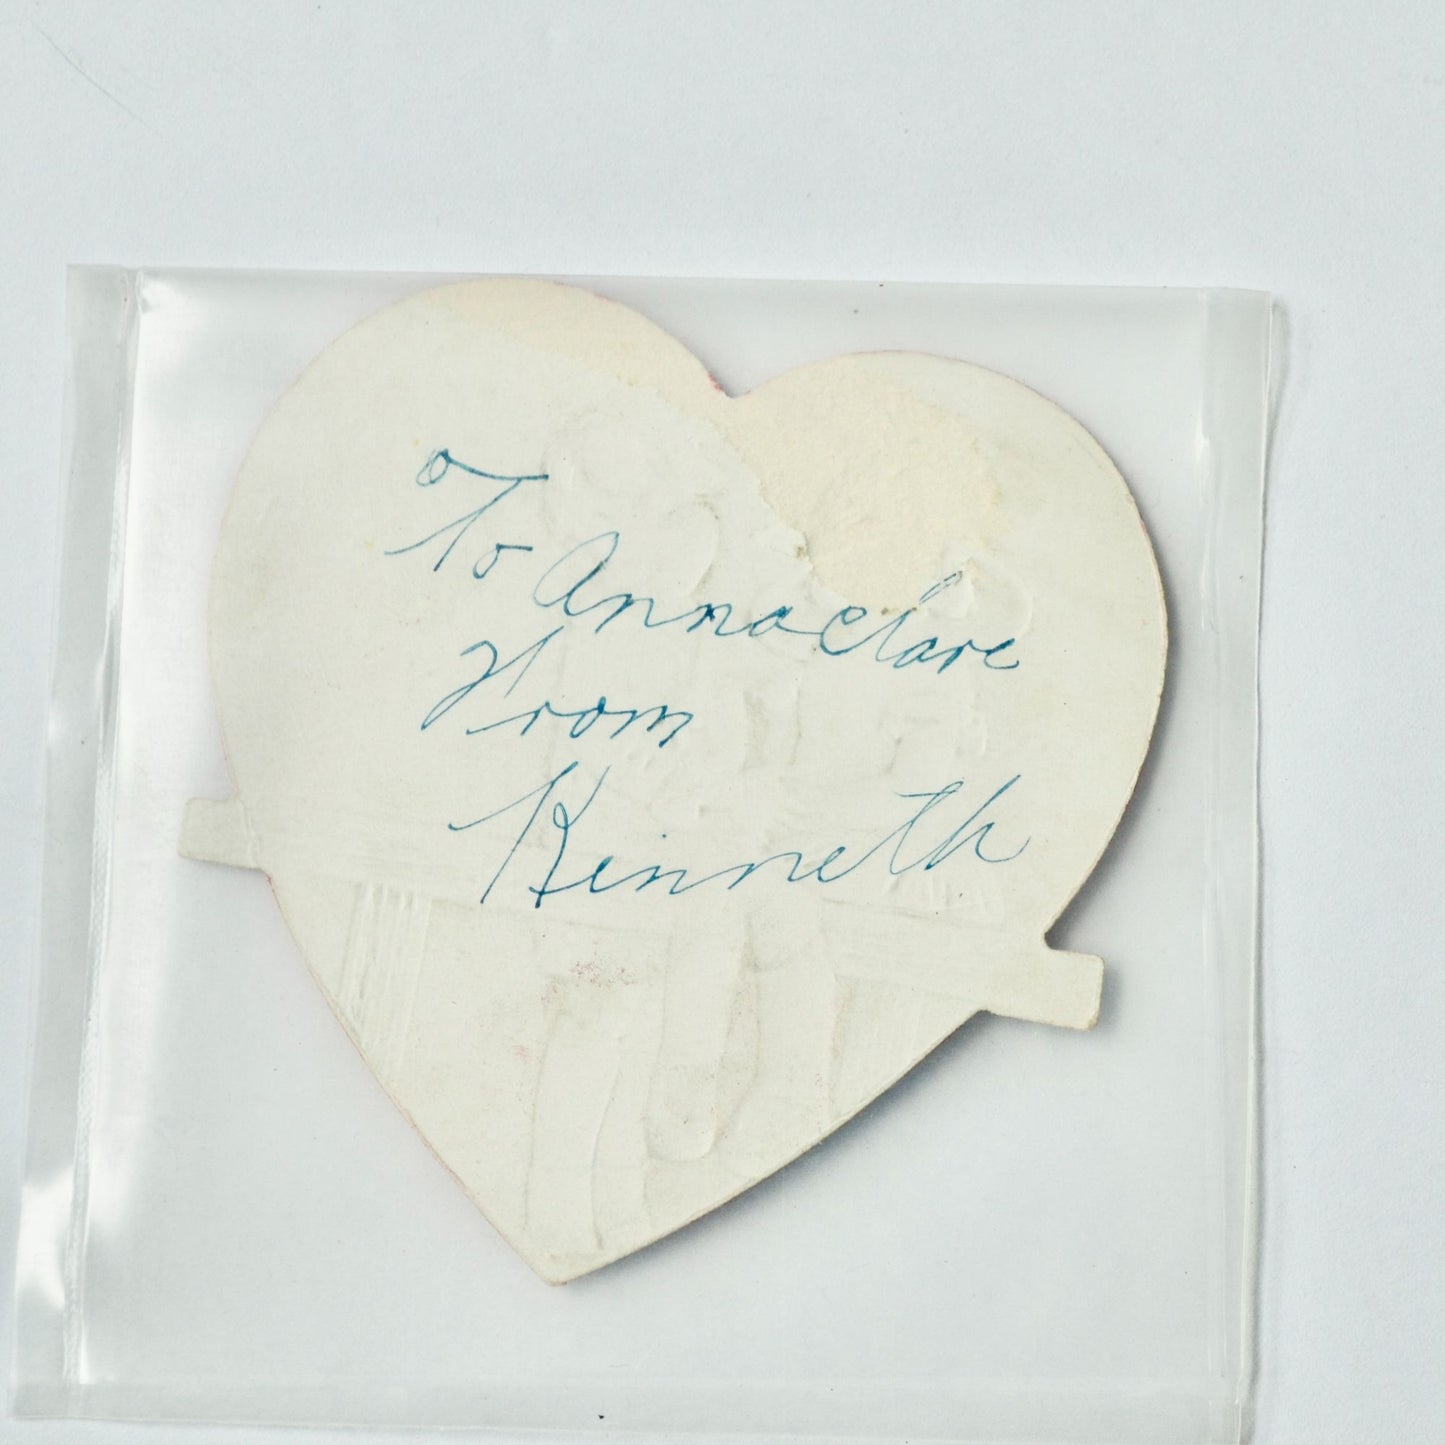 To Annaclare
From
Kenneth